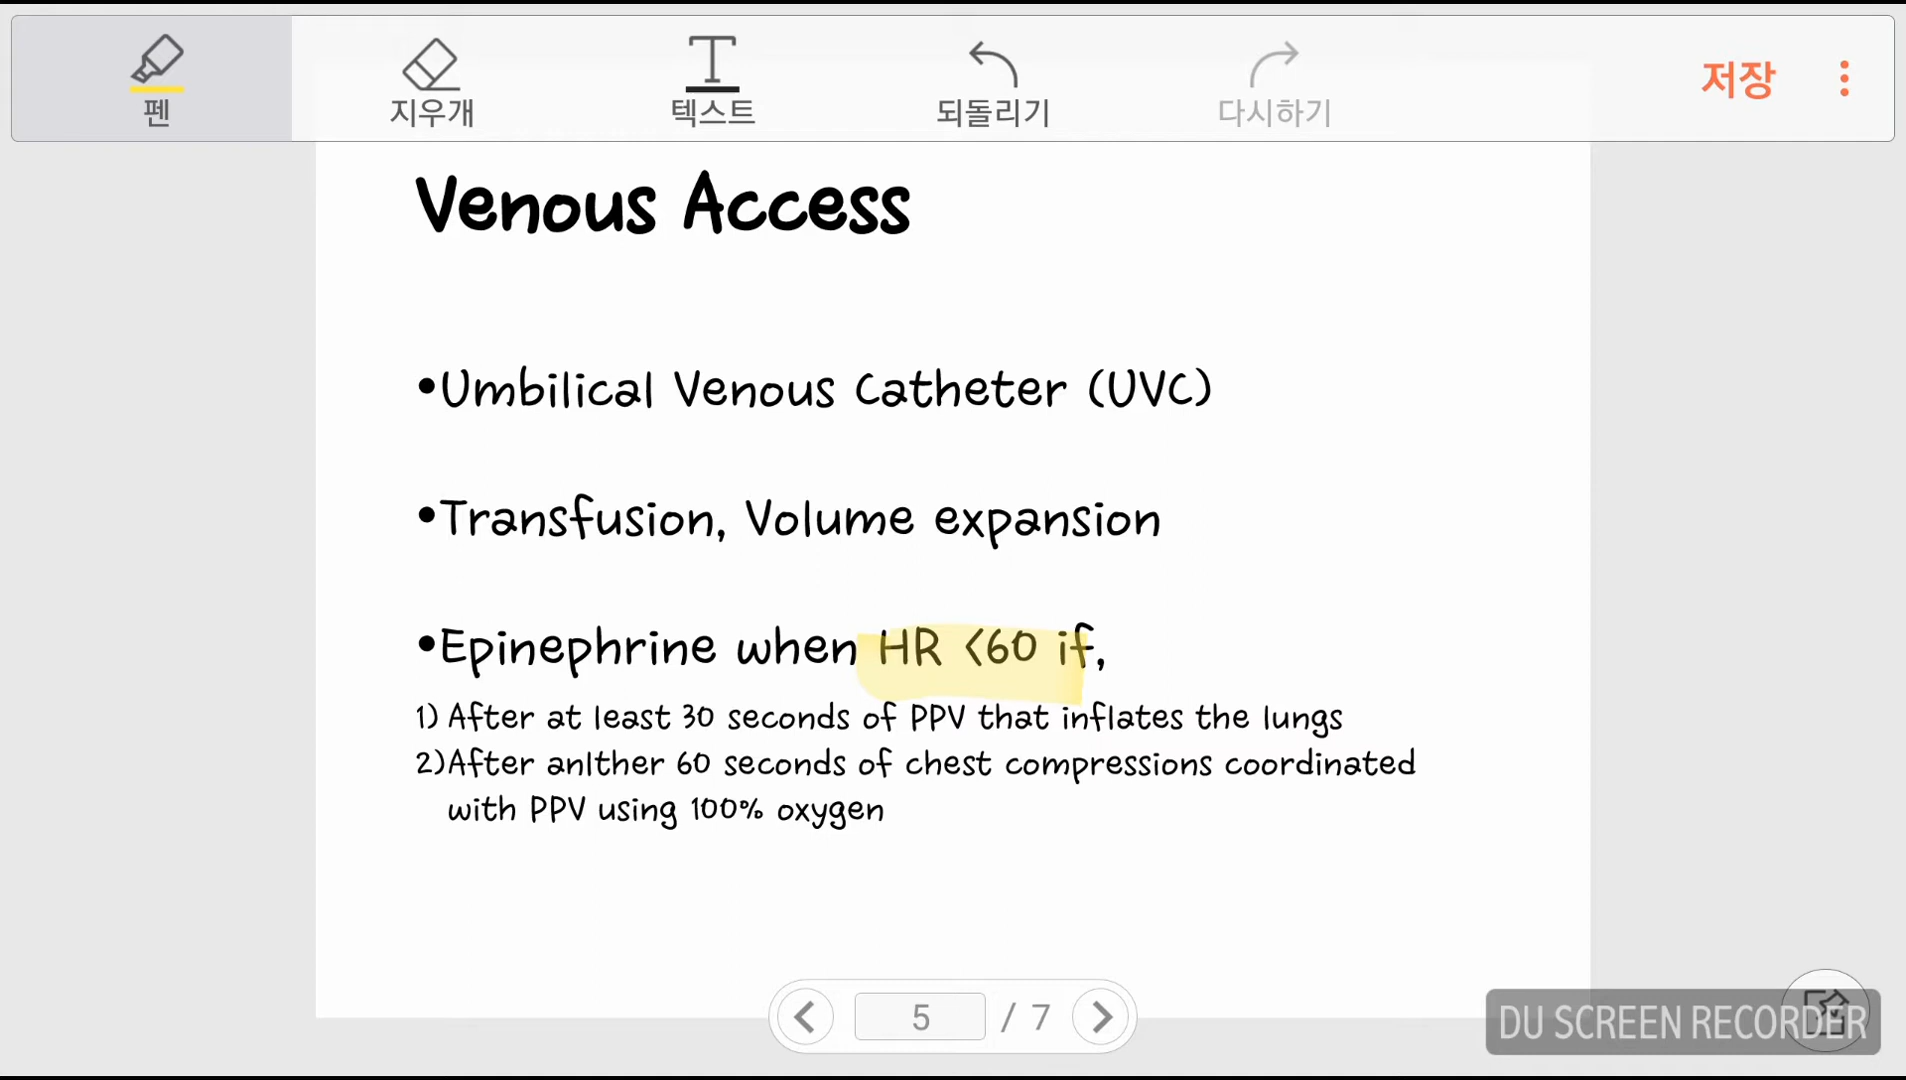 펜
지우개
텍스트
되돌리기
다시하기
저장
Venous Access
•Umbilical Venous Catheter (UVC)
•Transfusion, Volume expansion
•Epinephrine when HR <60 if,
1) After at least 30 seconds of PPV that inflates the lungs
2)After anlther 60 seconds of chest compressions coordinated
with PPV using 100% oxygen
5 / 7
DU SCREEN RECORDER